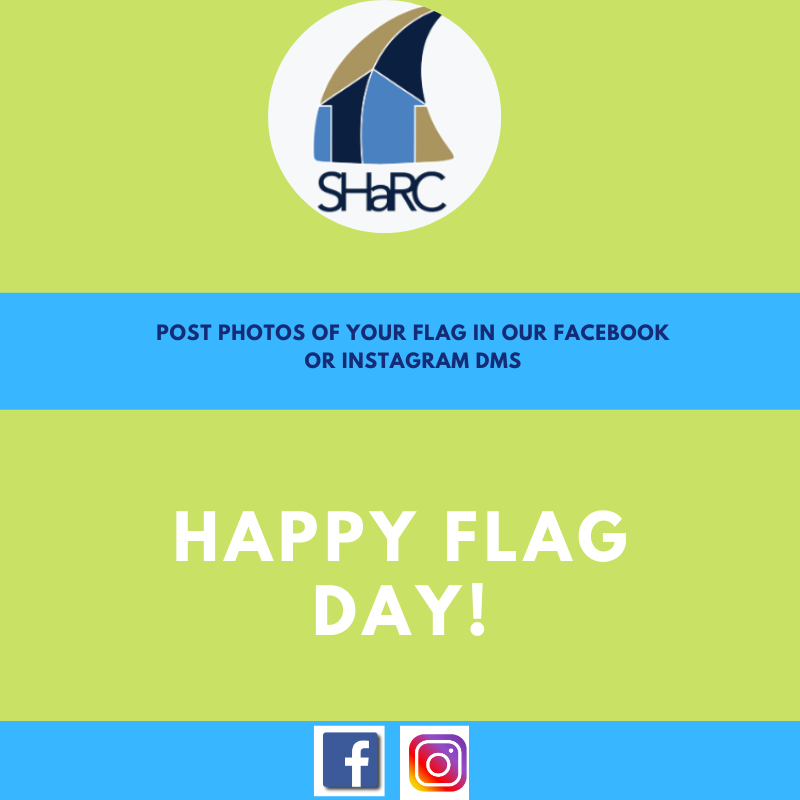 SHaRC
POST PHOTOS OF YOUR FLAG IN OUR FACEBOOK
OR INSTAGRAM DMS
HAPPY FLAG
DAY!